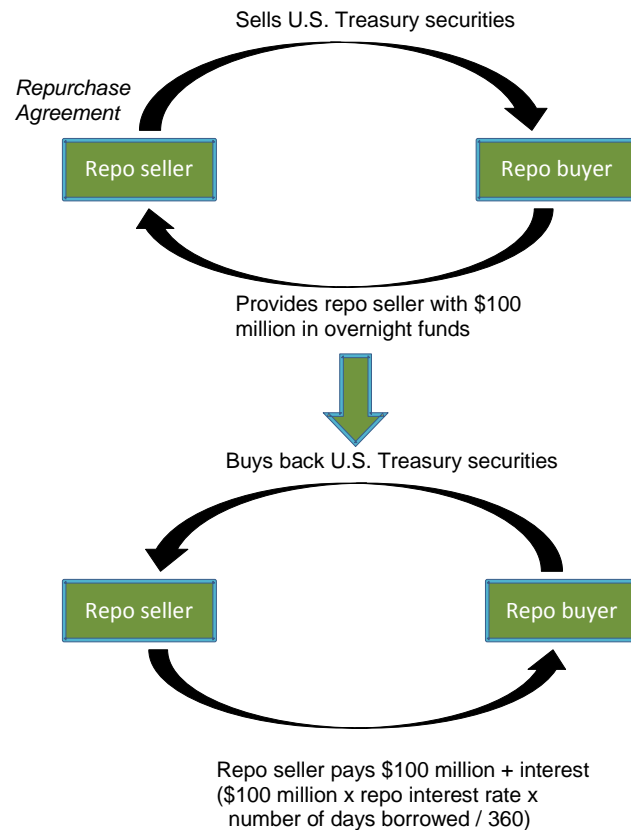 Sells U.S. Treasury securities
Repurchase
Agreement
Repo seller
Repo buyer
Provides repo seller with $100
million in overnight funds
Buys back U.S. Treasury securities
Repo seller
Repo buyer
Repo seller pays $100 million + interest
($100 million x repo interest rate x
number of days borrowed / 360)